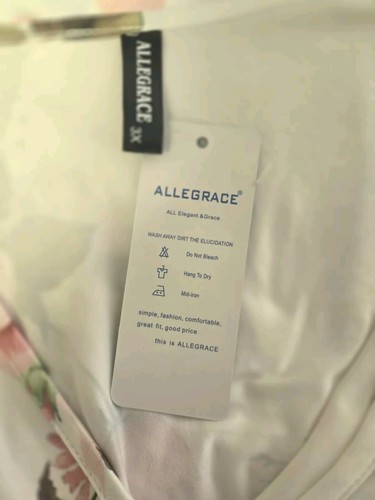 ALLEGRACE
3X
ALLEGRACE®
ALL Elegant &Grace
WASH AWAY DIRT THE ELUCIDATION
Do Not Bleach
Hang To Dry
Mid-iron
simple, fashion, comfortable,
great fit, good price
this is ALLEGRACE